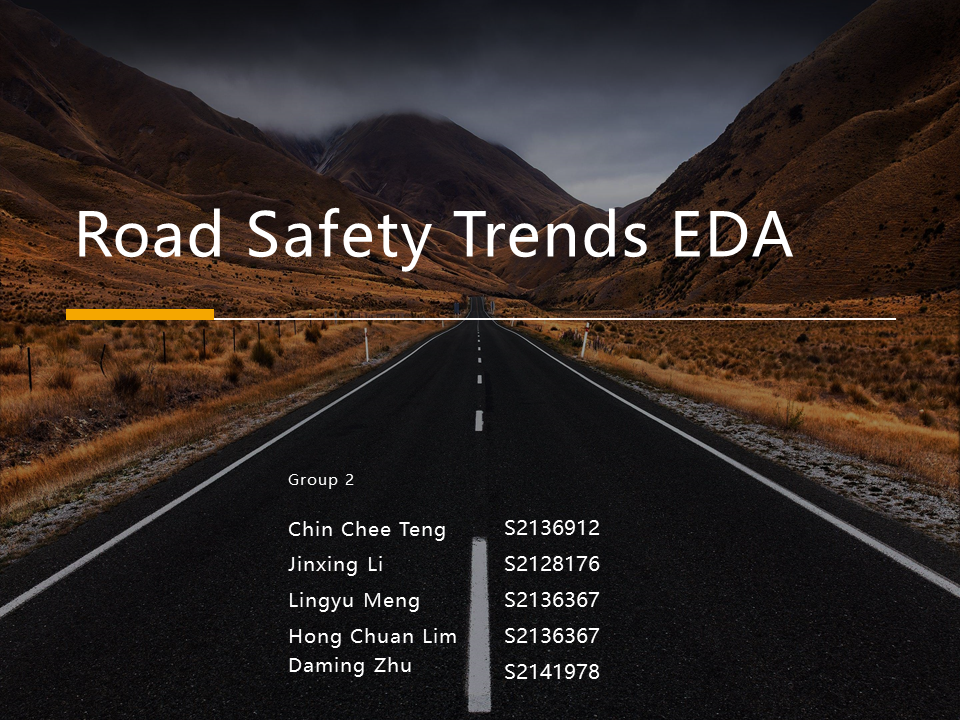 Road Safety Trends EDA
Group 2
Chin Chee Teng S2136912
Jinxing Li S2128176
Lingyu Meng S2136367
Hong Chuan Lim S2136367
Daming Zhu S2141978